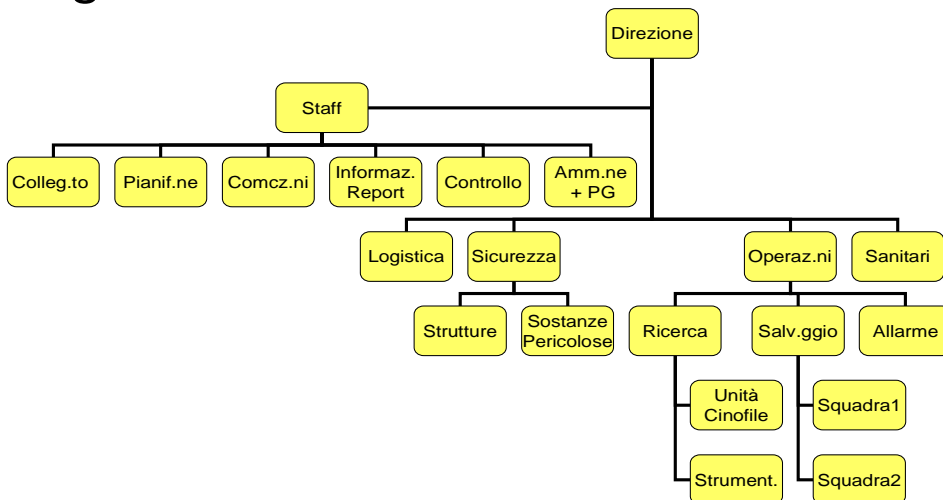 Direzione
Staff
Colleg.to
Pianif.ne
Comcz.ni
Informaz.
Report
Controllo
Amm.ne
+ PG
Logistica
Sicurezza
Operaz.ni
Sanitari
Strutture
Sostanze
Pericolose
Ricerca
Salv.ggio
Allarme
Unità
Cinofile
Squadra1
Strument.
Squadra2